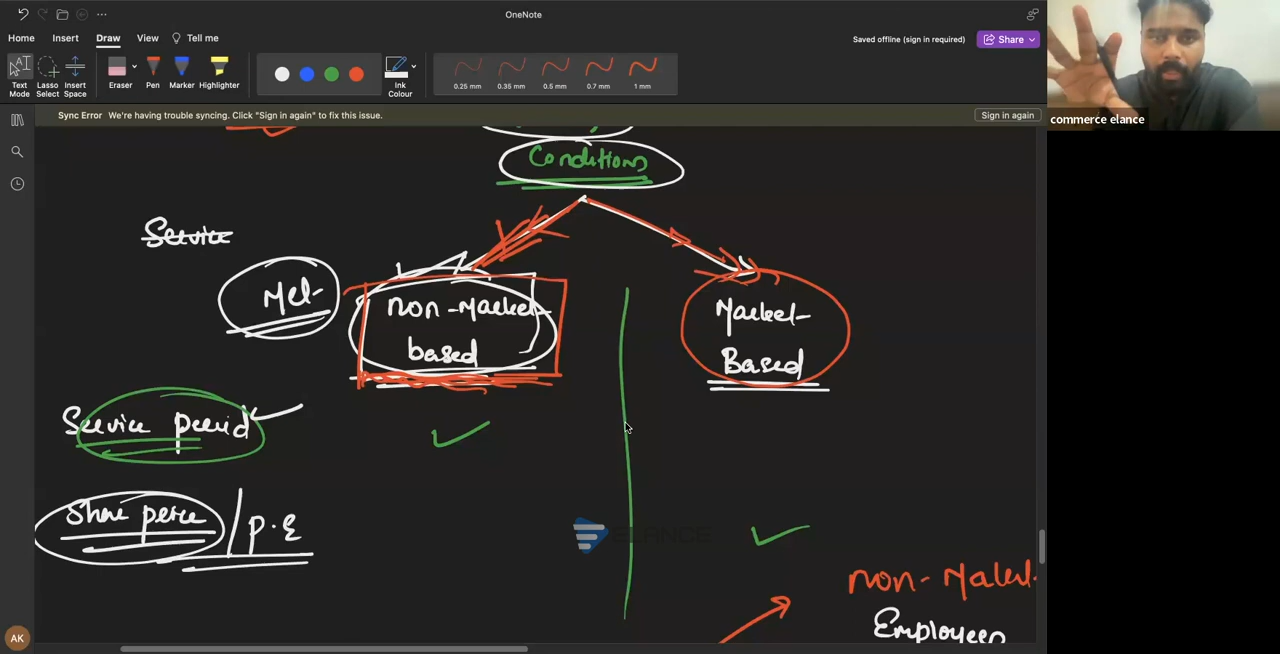 OneNote
Home Insert Draw View Tell me
Saved offline (sign in required)
Share
Text Mode
Lasso Select
Insert Space
Eraser
Pen
Marker
Highlighter
Ink Colour
0.25 mm 0.35 mm 0.5 mm 0.7 mm 1 mm
Sync Error We're having trouble syncing. Click "Sign in again" to fix this issue.
Sign in again
commerce elance
Conditions
Service
non-Market
based
Market
Based
Service period
Share price / P.E
ELANCE
non-Market
Employees
AK